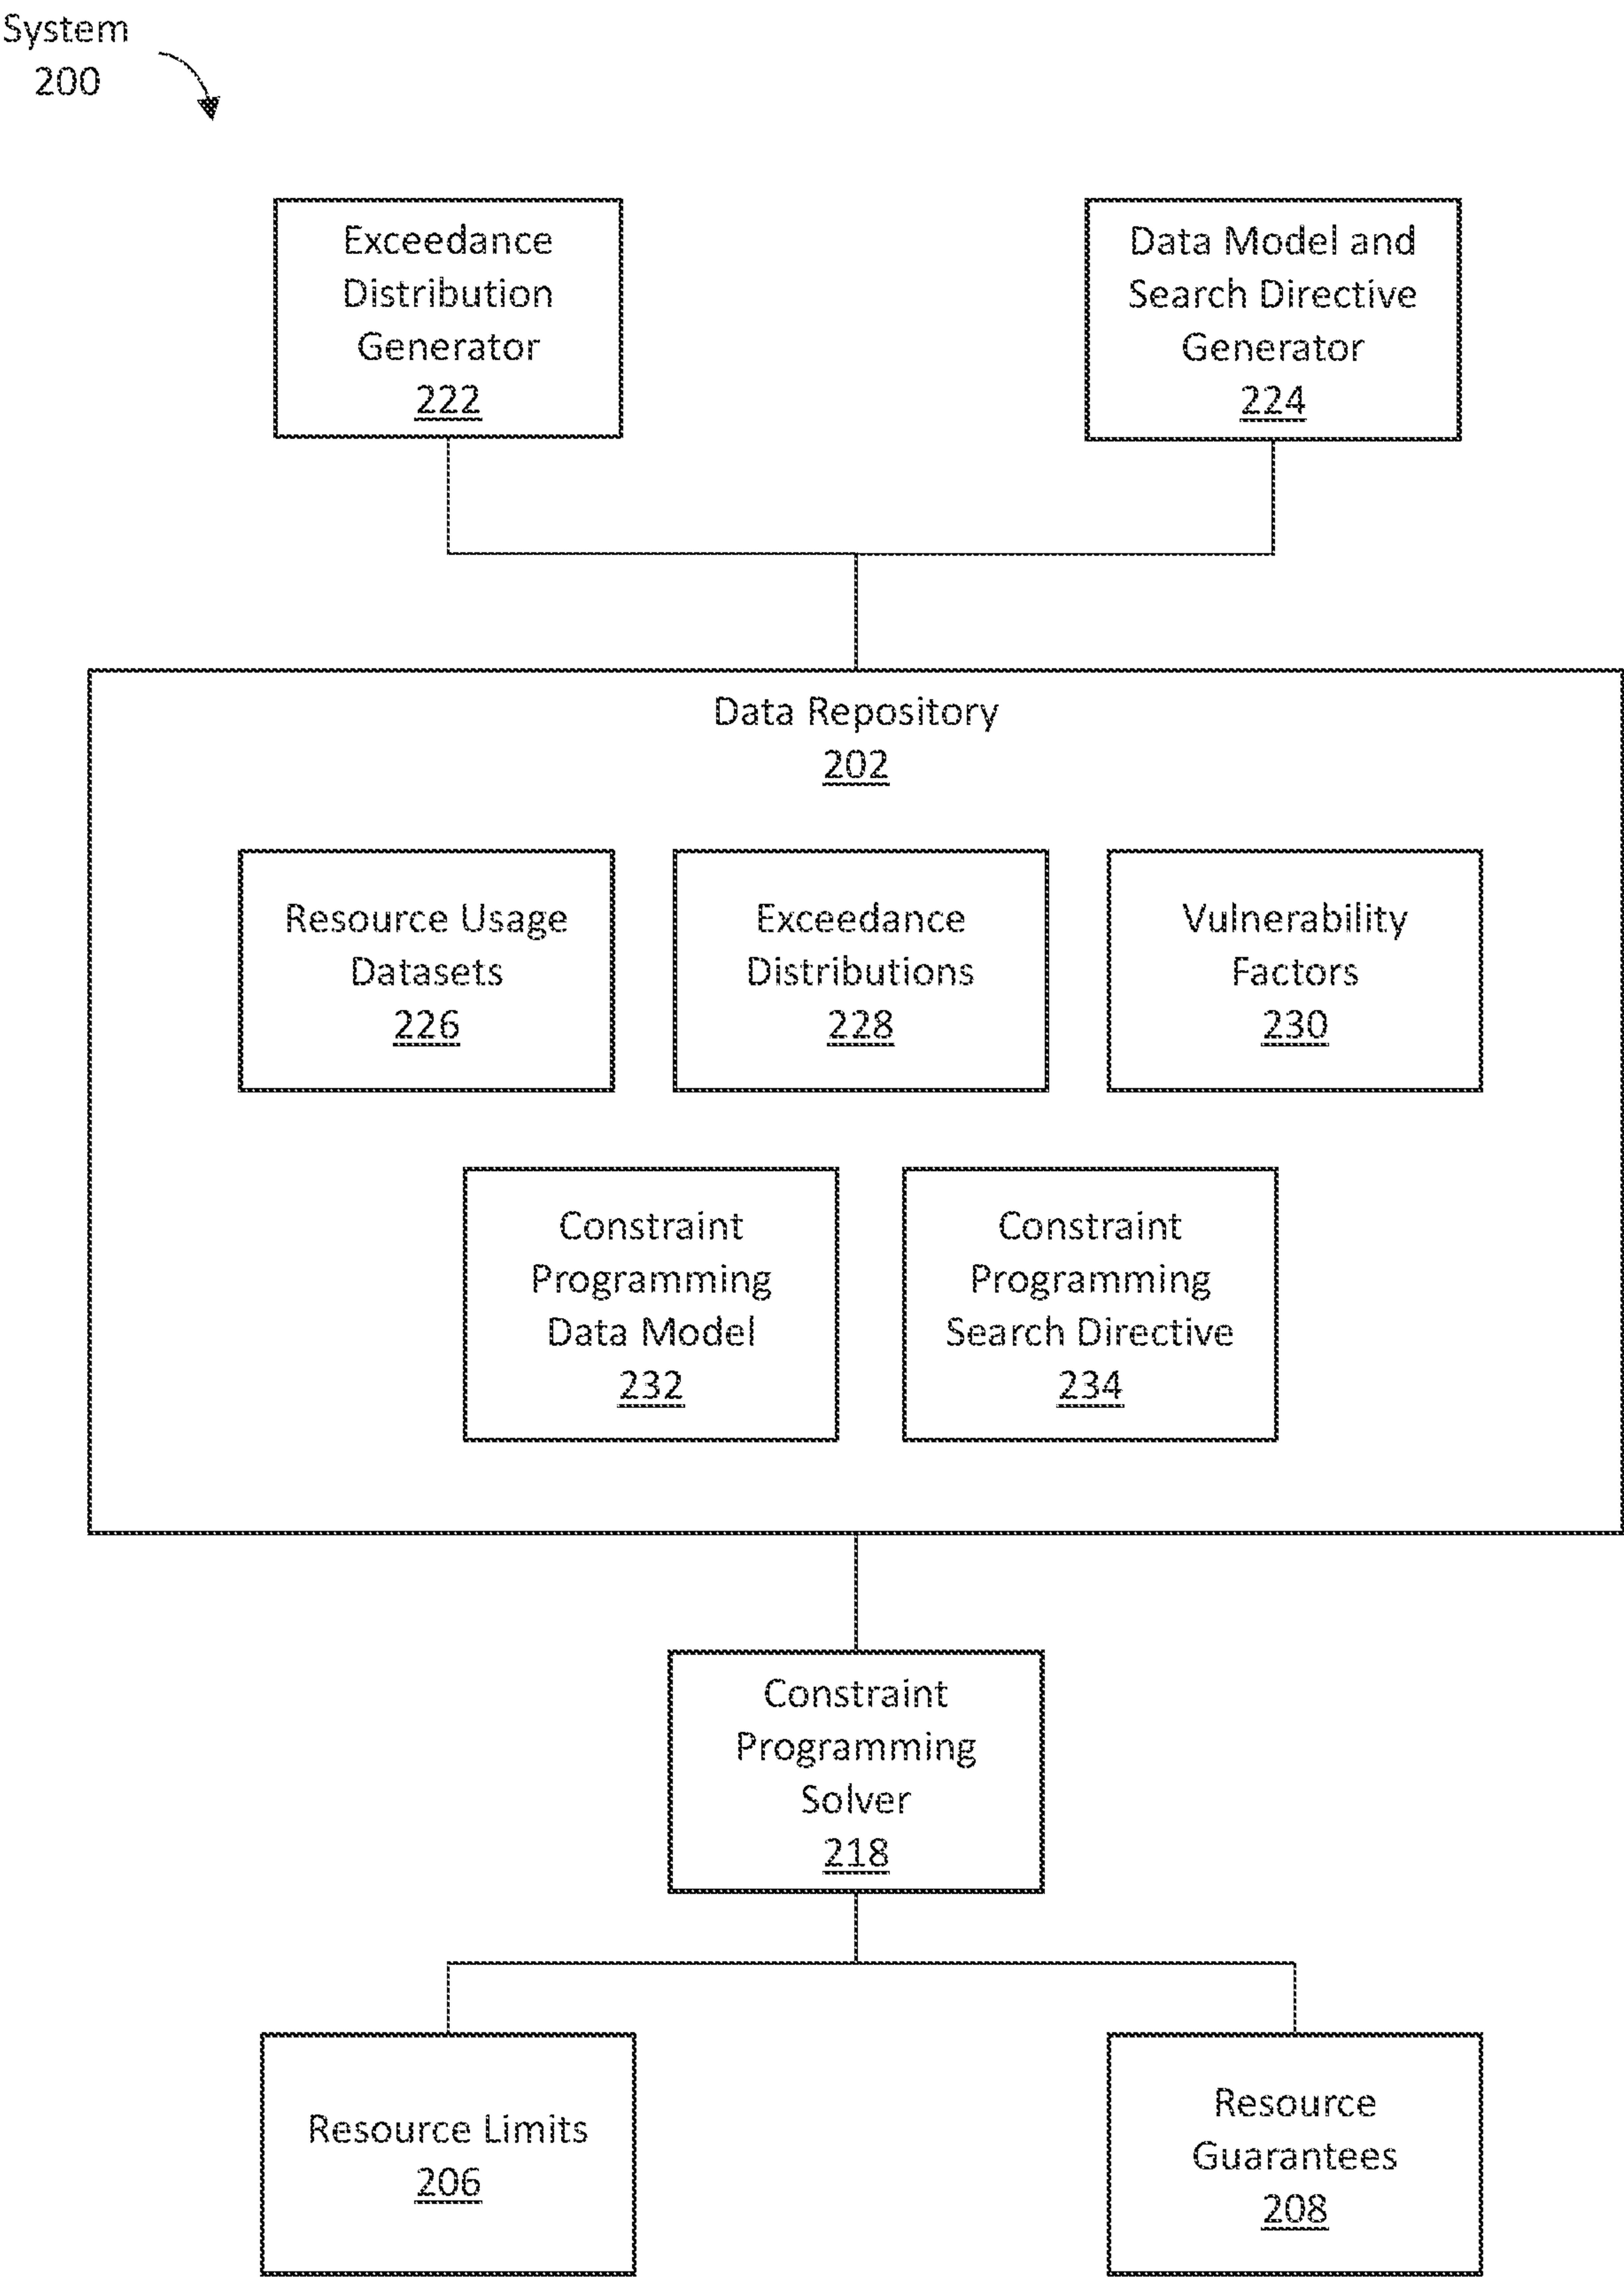 System
200
Exceedance
Distribution
Generator
222
Data Model and
Search Directive
Generator
224
Data Repository
202
Resource Usage
Datasets
226
Exceedance
Distributions
228
Vulnerability
Factors
230
Constraint
Programming
Data Model
232
Constraint
Programming
Search Directive
234
Constraint
Programming
Solver
218
Resource Limits
206
Resource
Guarantees
208